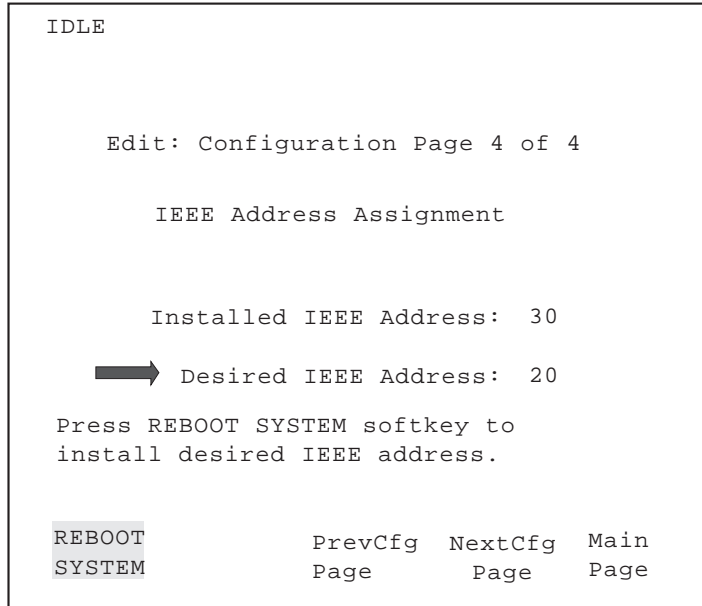 IDLE
Edit: Configuration Page 4 of 4
IEEE Address Assignment
Installed IEEE Address: 30
Desired IEEE Address: 20
Press REBOOT SYSTEM softkey to
install desired IEEE address.
REBOOT PrevCfg NextCfg Main
SYSTEM Page Page Page